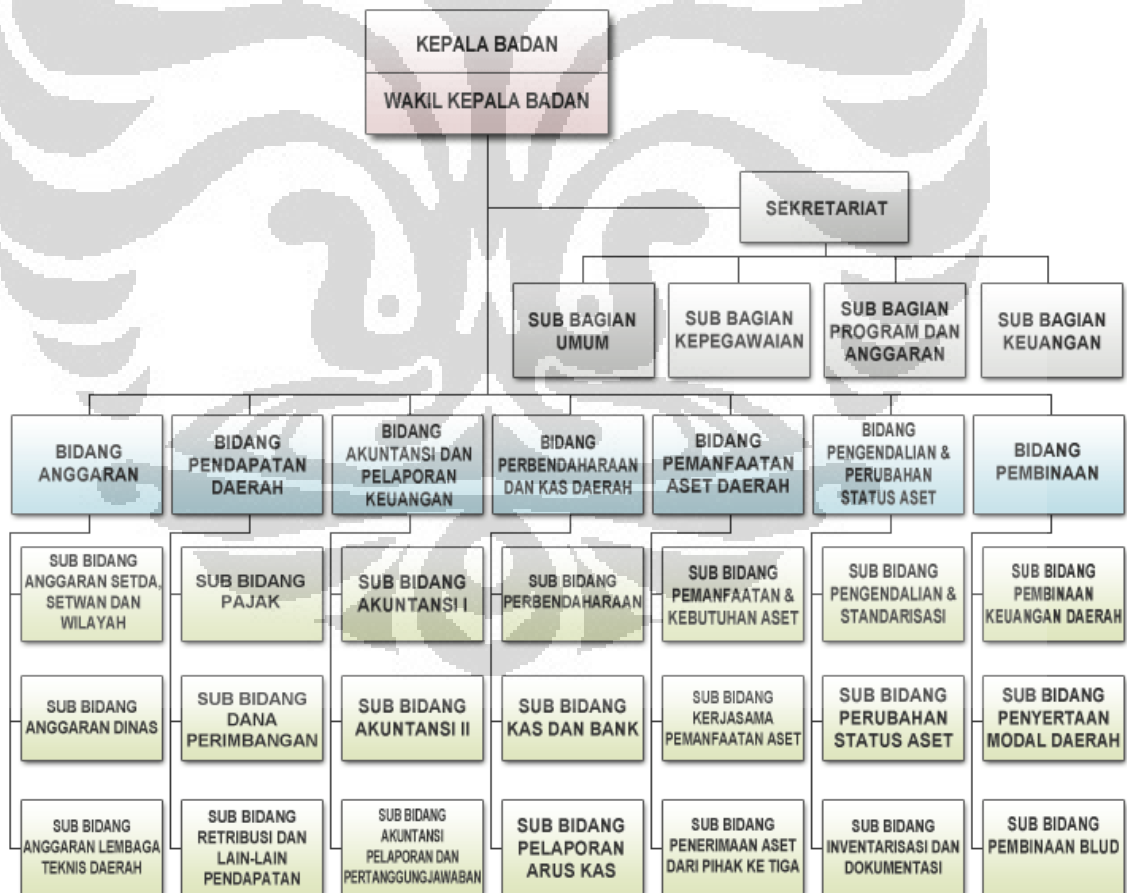 KEPALA BADAN
WAKIL KEPALA BADAN
SEKRETARIAT
SUB BAGIAN
UMUM
SUB BAGIAN
KEPEGAWAIAN
SUB BAGIAN
PROGRAM DAN
ANGGARAN
SUB BAGIAN
KEUANGAN
BIDANG
ANGGARAN
BIDANG
PENDAPATAN
DAERAH
BIDANG
AKUNTANSI DAN
PELAPORAN
KEUANGAN
BIDANG
PERBENDAHARAAN
DAN KAS DAERAH
BIDANG
PEMANFAATAN
ASET DAERAH
BIDANG
PENGENDALIAN &
PERUBAHAN
STATUS ASET
BIDANG
PEMBINAAN
SUB BIDANG
ANGGARAN SETDA,
SETWAN DAN
WILAYAH
SUB BIDANG
PAJAK
SUB BIDANG
AKUNTANSI I
SUB BIDANG
PERBENDAHARAAN
SUB BIDANG
PEMANFAATAN &
KEBUTUHAN ASET
SUB BIDANG
PENGENDALIAN &
STANDARISASI
SUB BIDANG
PEMBINAAN
KEUANGAN DAERAH
SUB BIDANG
ANGGARAN DINAS
SUB BIDANG
DANA
PERIMBANGAN
SUB BIDANG
AKUNTANSI II
SUB BIDANG
KAS DAN BANK
SUB BIDANG
KERJASAMA
PEMANFAATAN ASET
SUB BIDANG
PERUBAHAN
STATUS ASET
SUB BIDANG
PENYERTAAN
MODAL DAERAH
SUB BIDANG
ANGGARAN LEMBAGA
TEKNIS DAERAH
SUB BIDANG
RETRIBUSI DAN
LAIN-LAIN
PENDAPATAN
SUB BIDANG
AKUNTANSI
PELAPORAN DAN
PERTANGGUNGJAWABAN
SUB BIDANG
PELAPORAN
ARUS KAS
SUB BIDANG
PENERIMAAN ASET
DARI PIHAK KE TIGA
SUB BIDANG
INVENTARISASI DAN
DOKUMENTASI
SUB BIDANG
PEMBINAAN BLUD